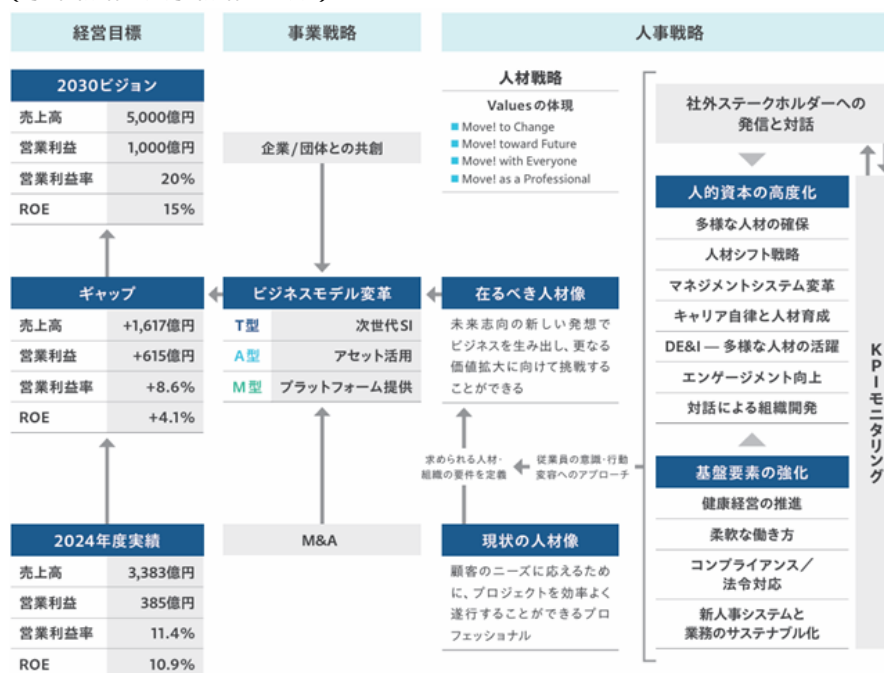 経営目標
2030ビジョン
売上高 5,000億円
営業利益 1,000億円
営業利益率 20%
ROE 15%
ギャップ
売上高 +1,617億円
営業利益 +615億円
営業利益率 +8.6%
ROE +4.1%
2024年度実績
売上高 3,383億円
営業利益 385億円
営業利益率 11.4%
ROE 10.9%
事業戦略
企業/団体との共創
ビジネスモデル変革
T型 次世代SI
A型 アセット活用
M型 プラットフォーム提供
M&A
人事戦略
人材戦略
Valuesの体現
Move! to Change
Move! toward Future
Move! with Everyone
Move! as a Professional
在るべき人材像
未来志向の新しい発想で
ビジネスを生み出し、更なる
価値拡大に向けて挑戦する
ことができる
求められる人材・
組織の要件を定義
従業員の意識・行動
変容へのアプローチ
現状の人材像
顧客のニーズに応えるため
に、プロジェクトを効率よく
遂行することができるプロ
フェッショナル
社外ステークホルダーへの
発信と対話
人的資本の高度化
多様な人材の確保
人材シフト戦略
マネジメントシステム変革
キャリア自律と人材育成
DE&I — 多様な人材の活躍
エンゲージメント向上
対話による組織開発
基盤要素の強化
健康経営の推進
柔軟な働き方
コンプライアンス／
法令対応
新人事システムと
業務のサステナブル化
KPIモニタリング